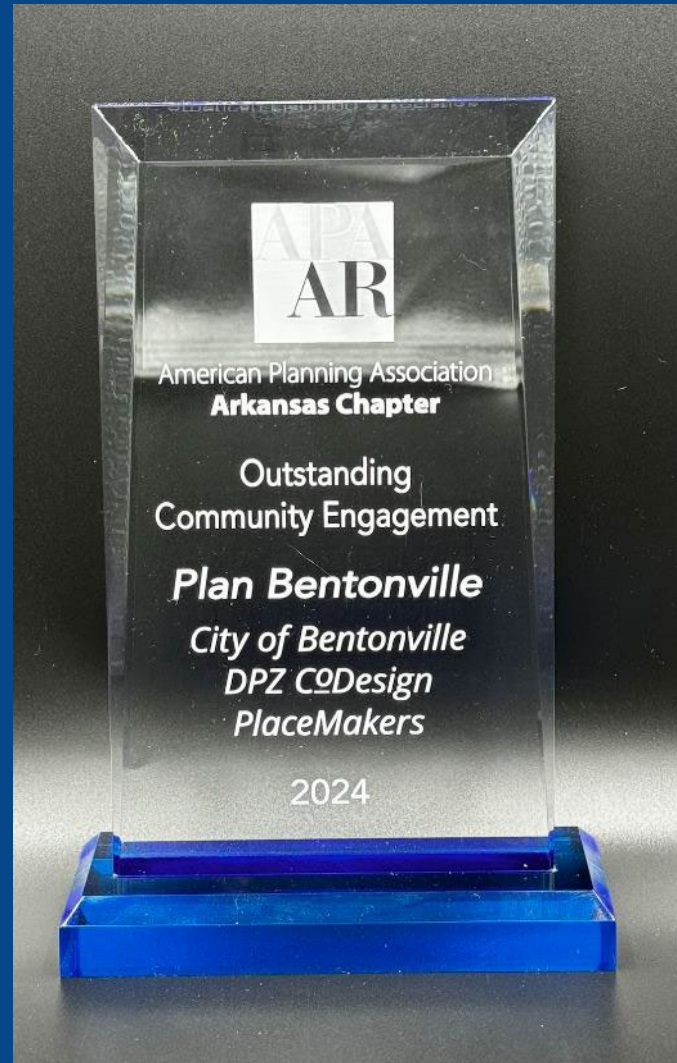 APA
AR
American Planning Association
Arkansas Chapter
Outstanding
Community Engagement
Plan Bentonville
City of Bentonville
DPZ CoDesign
PlaceMakers
2024